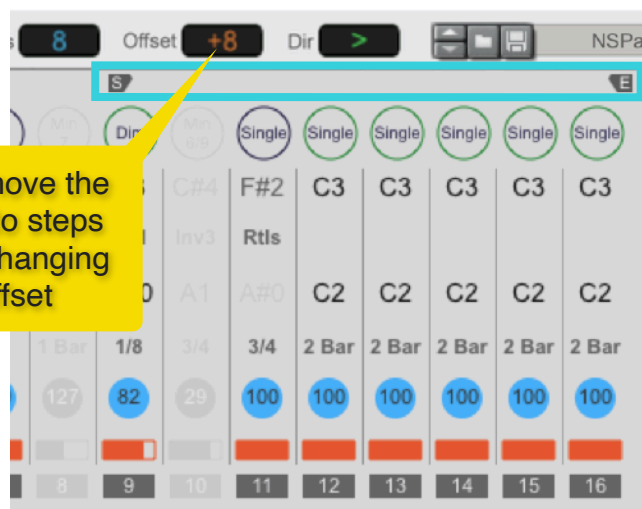 8 Offset +8 Dir > NSPa
S E
Dim Single Single Single Single Single Single
C#4 F#2 C3 C3 C3 C3 C3
Inv3 Rtls
A1 A#0 C2 C2 C2 C2 C2
move the
o steps
hanging
ffset
1 Bar 1/8 3/4 3/4 2 Bar 2 Bar 2 Bar 2 Bar 2 Bar
127 82 29 100 100 100 100 100 100
8 9 10 11 12 13 14 15 16